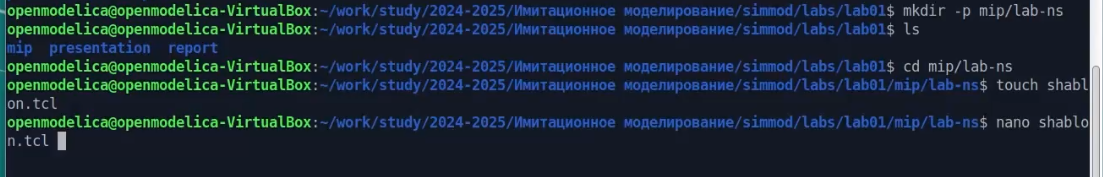 openmodelica@openmodelica-VirtualBox:~/work/study/2024-2025/Имитационное моделирование/simmod/labs/lab01$ mkdir -p mip/lab-ns
openmodelica@openmodelica-VirtualBox:~/work/study/2024-2025/Имитационное моделирование/simmod/labs/lab01$ ls
mip  presentation  report
openmodelica@openmodelica-VirtualBox:~/work/study/2024-2025/Имитационное моделирование/simmod/labs/lab01$ cd mip/lab-ns
openmodelica@openmodelica-VirtualBox:~/work/study/2024-2025/Имитационное моделирование/simmod/labs/lab01/mip/lab-ns$ touch shabl
on.tcl
openmodelica@openmodelica-VirtualBox:~/work/study/2024-2025/Имитационное моделирование/simmod/labs/lab01/mip/lab-ns$ nano shablo
n.tcl